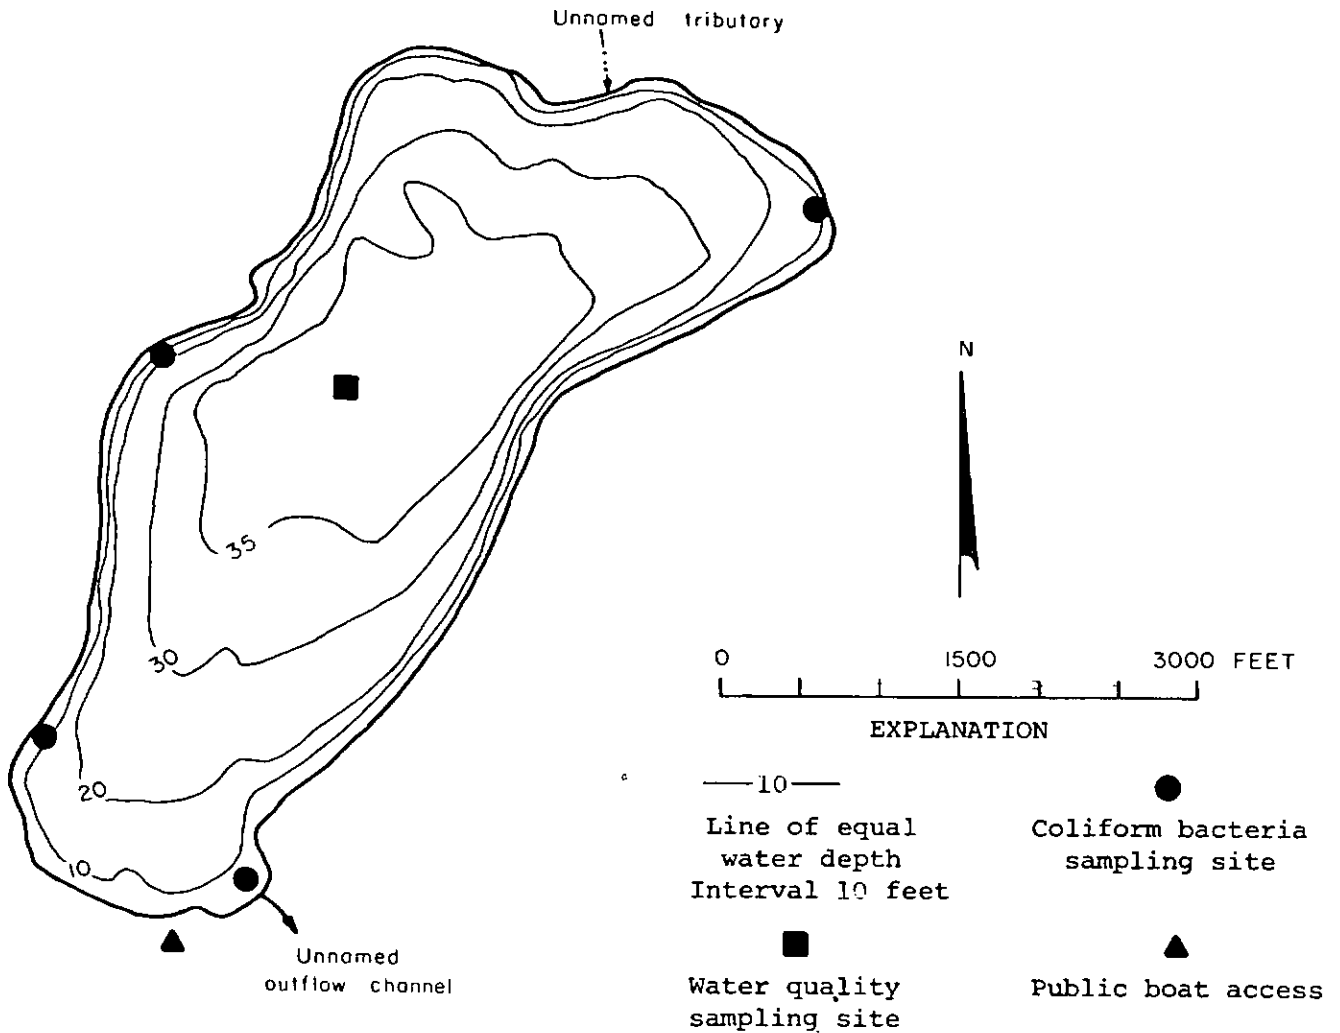 Unnamed tributary
N
35
30
20
10
0 1500 3000 FEET
EXPLANATION
10
Line of equal
water depth
Interval 10 feet
Coliform bacteria
sampling site
Water quality
sampling site
Public boat access
Unnamed
outflow channel